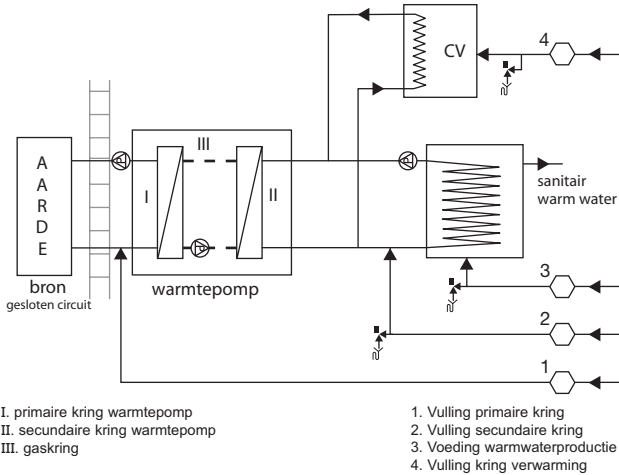 CV
4
III
I
II
A
A
R
D
E
bron
gesloten circuit
warmtepomp
sanitair
warm water
3
2
1
I. primaire kring warmtepomp
II. secundaire kring warmtepomp
III. gaskring
1. Vulling primaire kring
2. Vulling secundaire kring
3. Voeding warmwaterproductie
4. Vulling kring verwarming